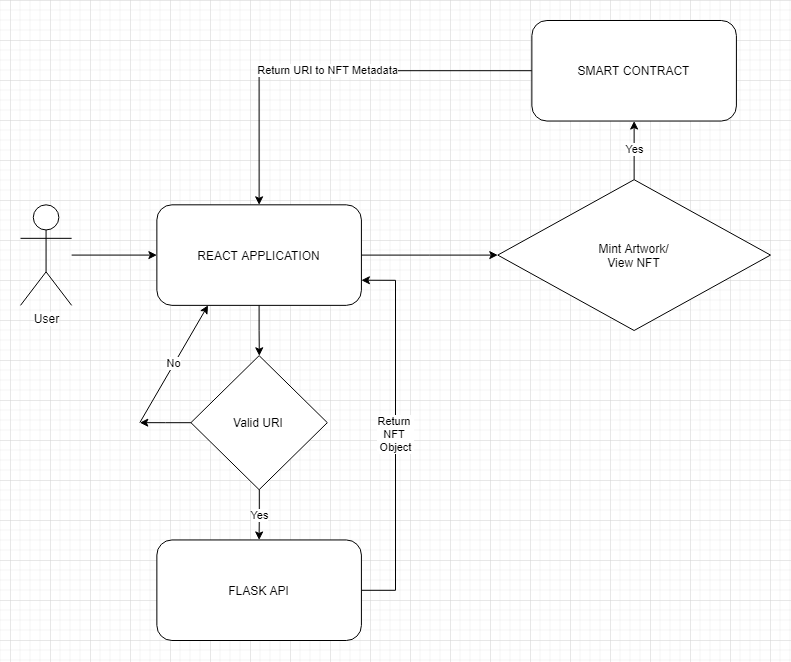 SMART CONTRACT
Return URI to NFT Metadata
Yes
Mint Artwork/
View NFT
REACT APPLICATION
User
No
Valid URI
Return
NFT
Object
Yes
FLASK API